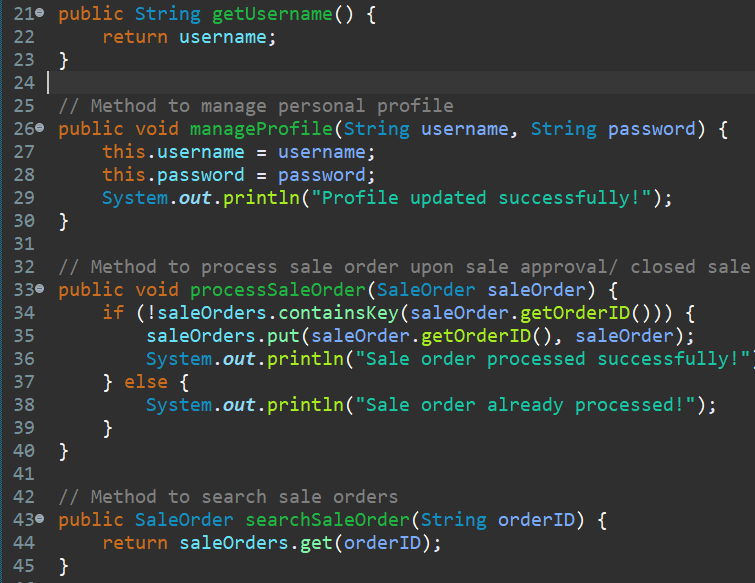 21 public String getUsername() {
22     return username;
23 }
24
25 // Method to manage personal profile
26 public void manageProfile(String username, String password) {
27     this.username = username;
28     this.password = password;
29     System.out.println("Profile updated successfully!");
30 }
31
32 // Method to process sale order upon sale approval/ closed sale
33 public void processSaleOrder(SaleOrder saleOrder) {
34     if (!saleOrders.containsKey(saleOrder.getOrderID())) {
35         saleOrders.put(saleOrder.getOrderID(), saleOrder);
36         System.out.println("Sale order processed successfully!")
37     } else {
38         System.out.println("Sale order already processed!");
39     }
40 }
41
42 // Method to search sale orders
43 public SaleOrder searchSaleOrder(String orderID) {
44     return saleOrders.get(orderID);
45 }